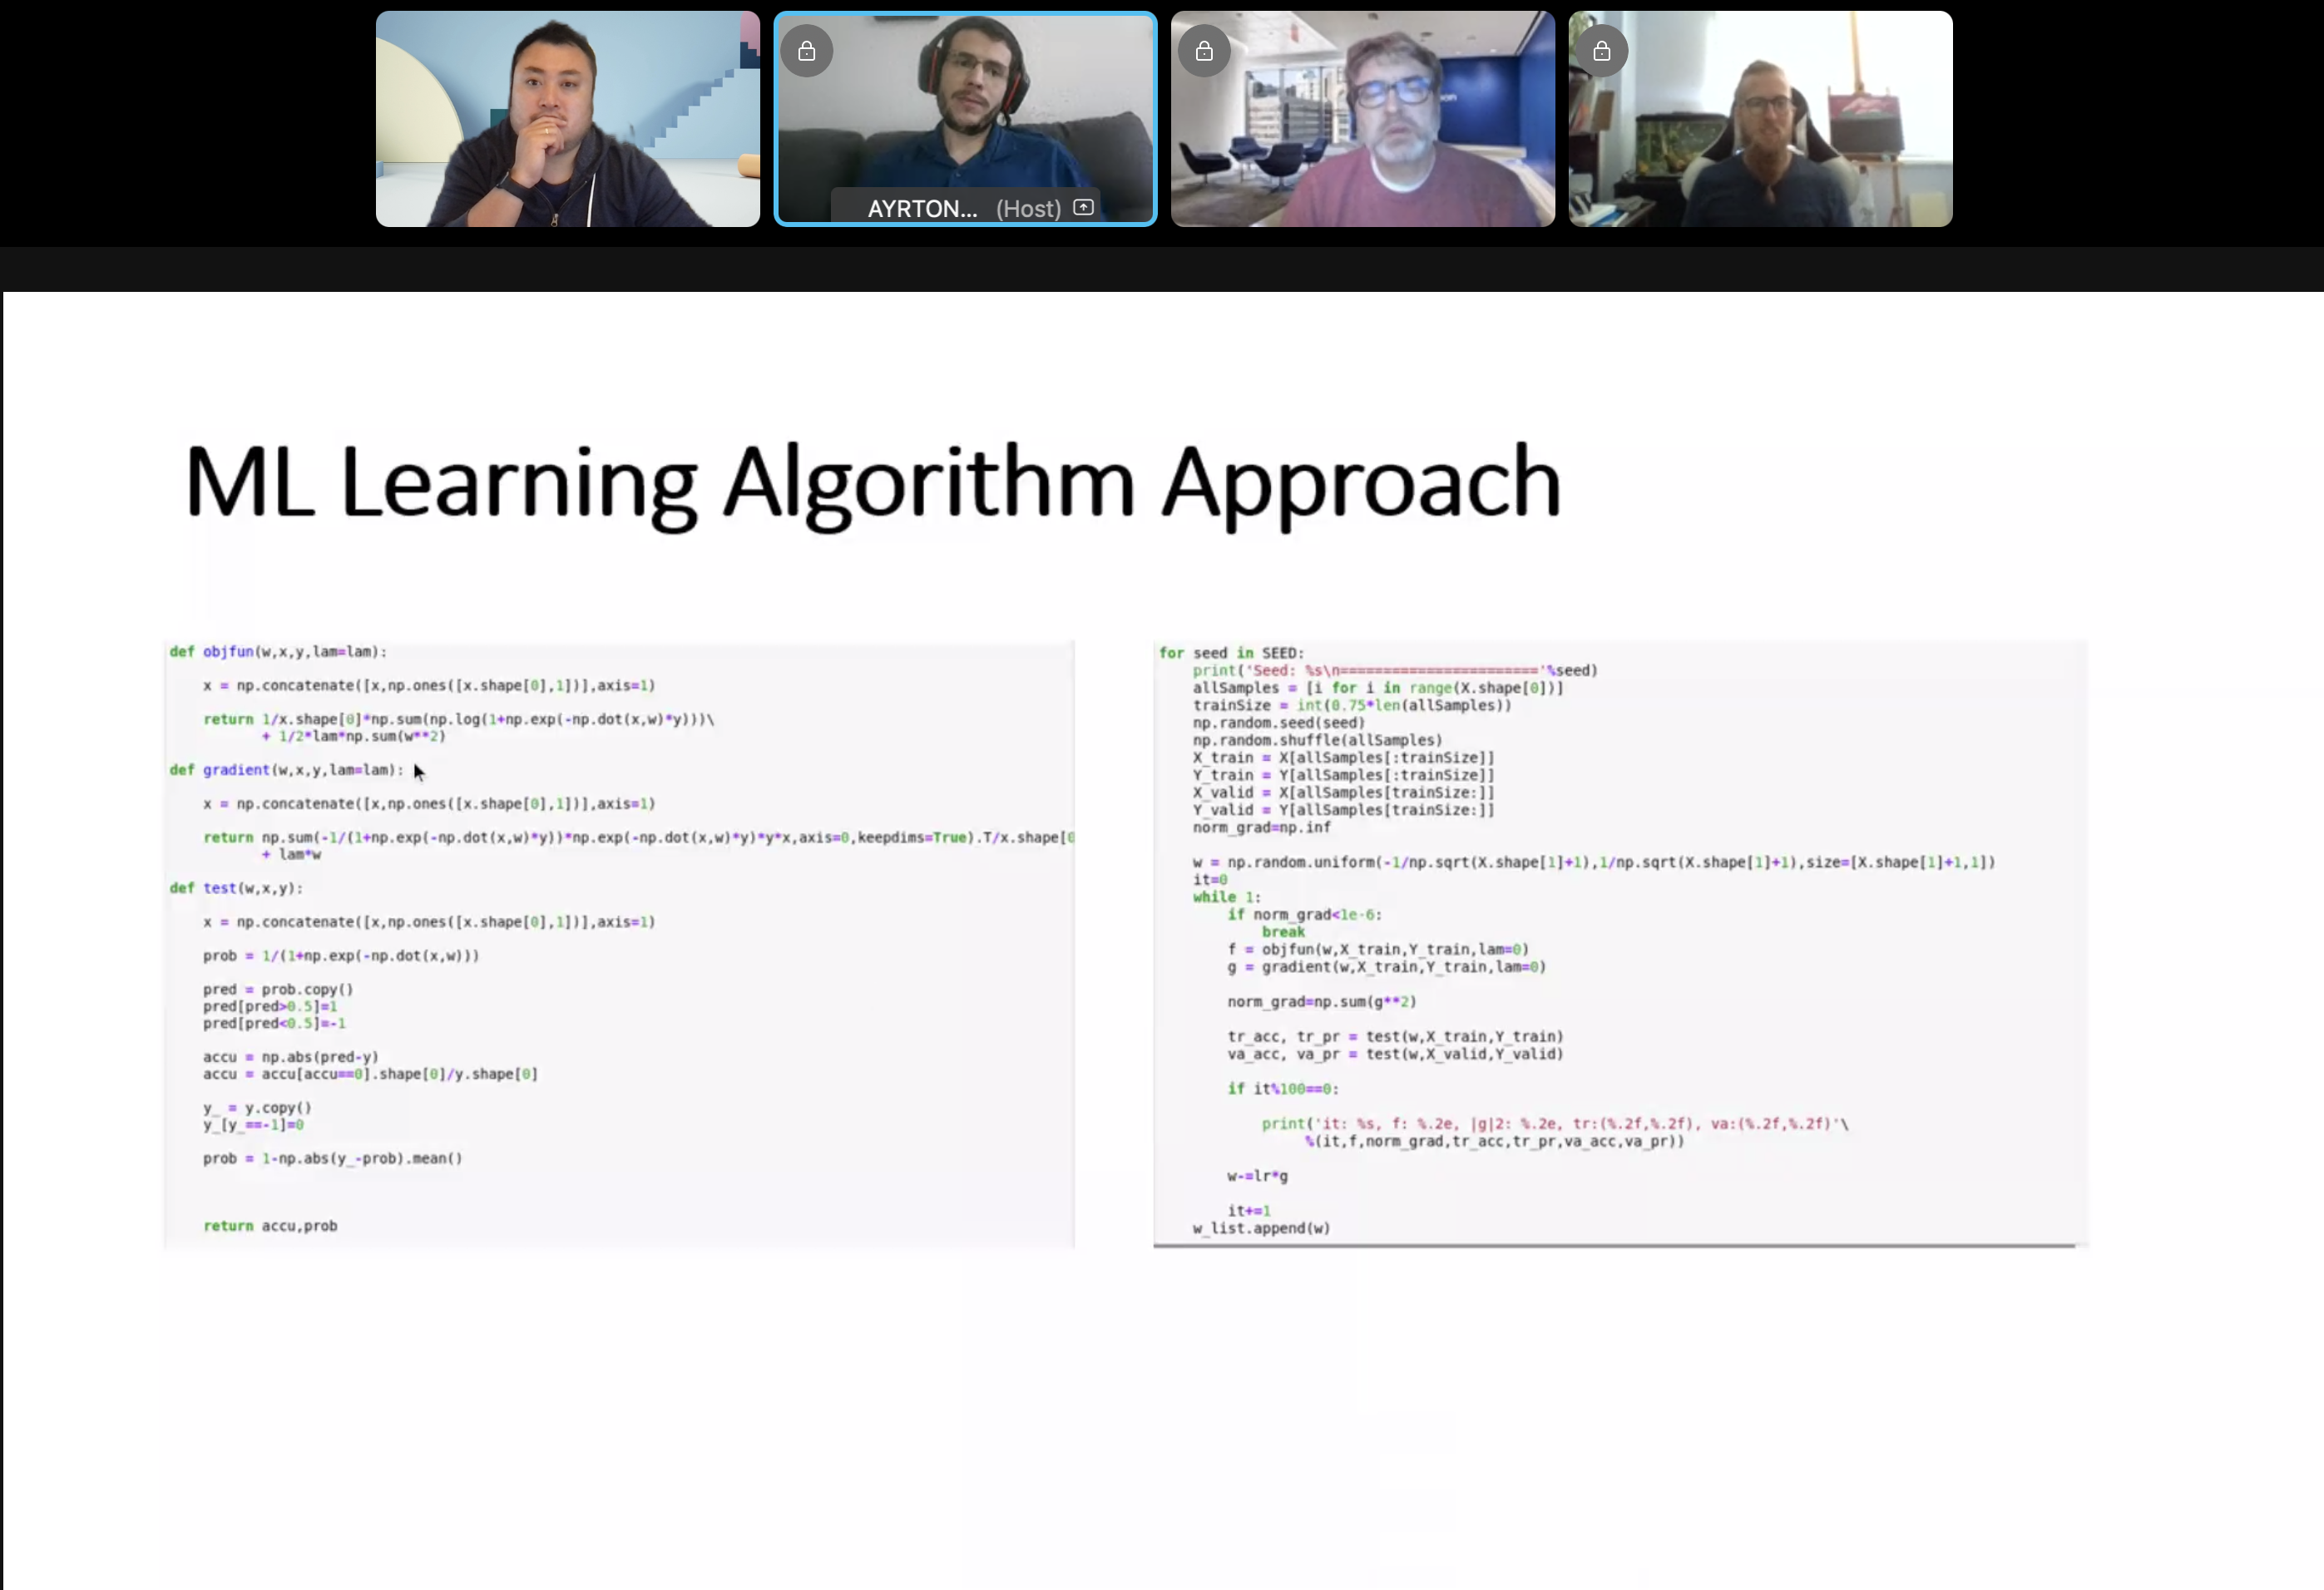 AYRTON... (Host)
ML Learning Algorithm Approach
def objfun(w,x,y,lam=lam):
x = np.concatenate([x,np.ones([x.shape[0],1])],axis=1)
return 1/x.shape[0]*np.sum(np.log(1+np.exp(-np.dot(x,w)*y)))\
+ 1/2*lam*np.sum(w**2)
def gradient(w,x,y,lam=lam):
x = np.concatenate([x,np.ones([x.shape[0],1])],axis=1)
return np.sum(-1/(1+np.exp(-np.dot(x,w)*y))*np.exp(-np.dot(x,w)*y)*y*x,axis=0,keepdims=True).T/x.shape[0
+ lam*w
def test(w,x,y):
x = np.concatenate([x,np.ones([x.shape[0],1])],axis=1)
prob = 1/(1+np.exp(-np.dot(x,w)))
pred = prob.copy()
pred[pred>0.5]=1
pred[pred<0.5]=-1
accu = np.abs(pred-y)
accu = accu[accu==0].shape[0]/y.shape[0]
y_ = y.copy()
y_[y_==-1]=0
prob = 1-np.abs(y_-prob).mean()
return accu,prob
for seed in SEED:
print('Seed: %s\n======================='%seed)
allSamples = [i for i in range(X.shape[0])]
trainSize = int(0.75*len(allSamples))
np.random.seed(seed)
np.random.shuffle(allSamples)
X_train = X[allSamples[:trainSize]]
Y_train = Y[allSamples[:trainSize]]
X_valid = X[allSamples[trainSize:]]
Y_valid = Y[allSamples[trainSize:]]
norm_grad=np.inf
w = np.random.uniform(-1/np.sqrt(X.shape[1]+1),1/np.sqrt(X.shape[1]+1),size=[X.shape[1]+1,1])
it=0
while 1:
if norm_grad<1e-6:
break
f = objfun(w,X_train,Y_train,lam=0)
g = gradient(w,X_train,Y_train,lam=0)
norm_grad=np.sum(g**2)
tr_acc, tr_pr = test(w,X_train,Y_train)
va_acc, va_pr = test(w,X_valid,Y_valid)
if it%100==0:
print('it: %s, f: %.2e, |g|2: %.2e, tr:(%.2f,%.2f), va:(%.2f,%.2f)'\
%(it,f,norm_grad,tr_acc,tr_pr,va_acc,va_pr))
w-=lr*g
it+=1
w_list.append(w)